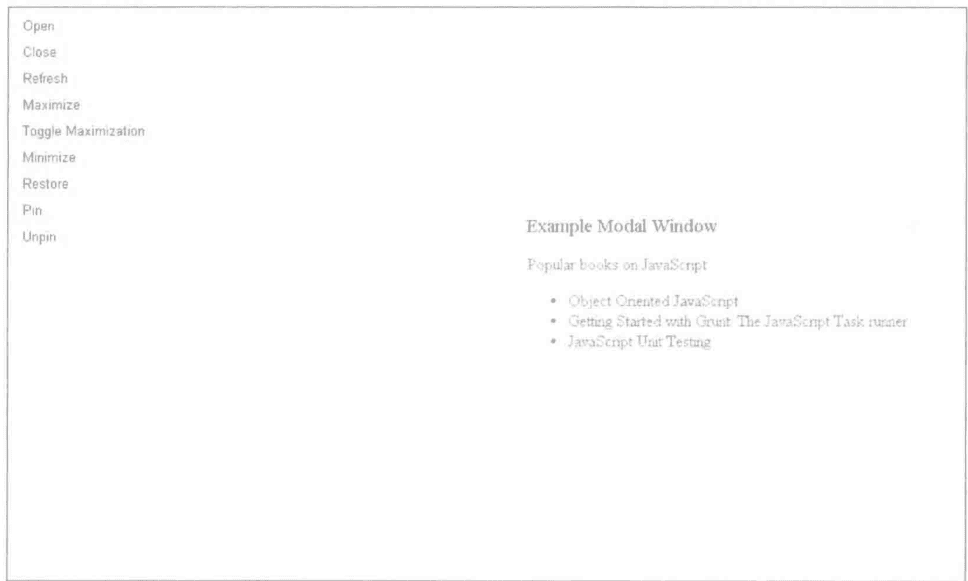 Open
Close
Refresh
Maximize
Toggle Maximization
Minimize
Restore
Pin
Unpin
Example Modal Window
Popular books on JavaScript
• Object Oriented JavaScript
• Getting Started with Grunt: The JavaScript Task runner
• JavaScript Unit Testing